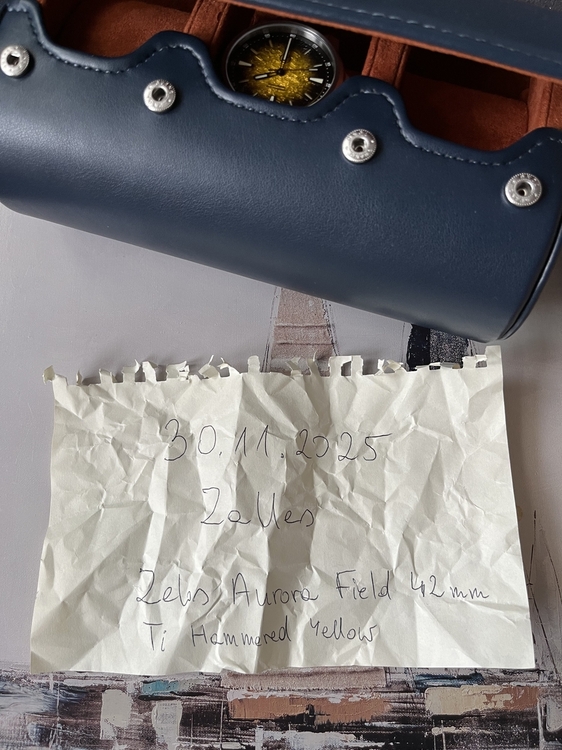 30.11.2025
Zalles
Zelos Aurora Field 42mm
Ti Hammered Yellow